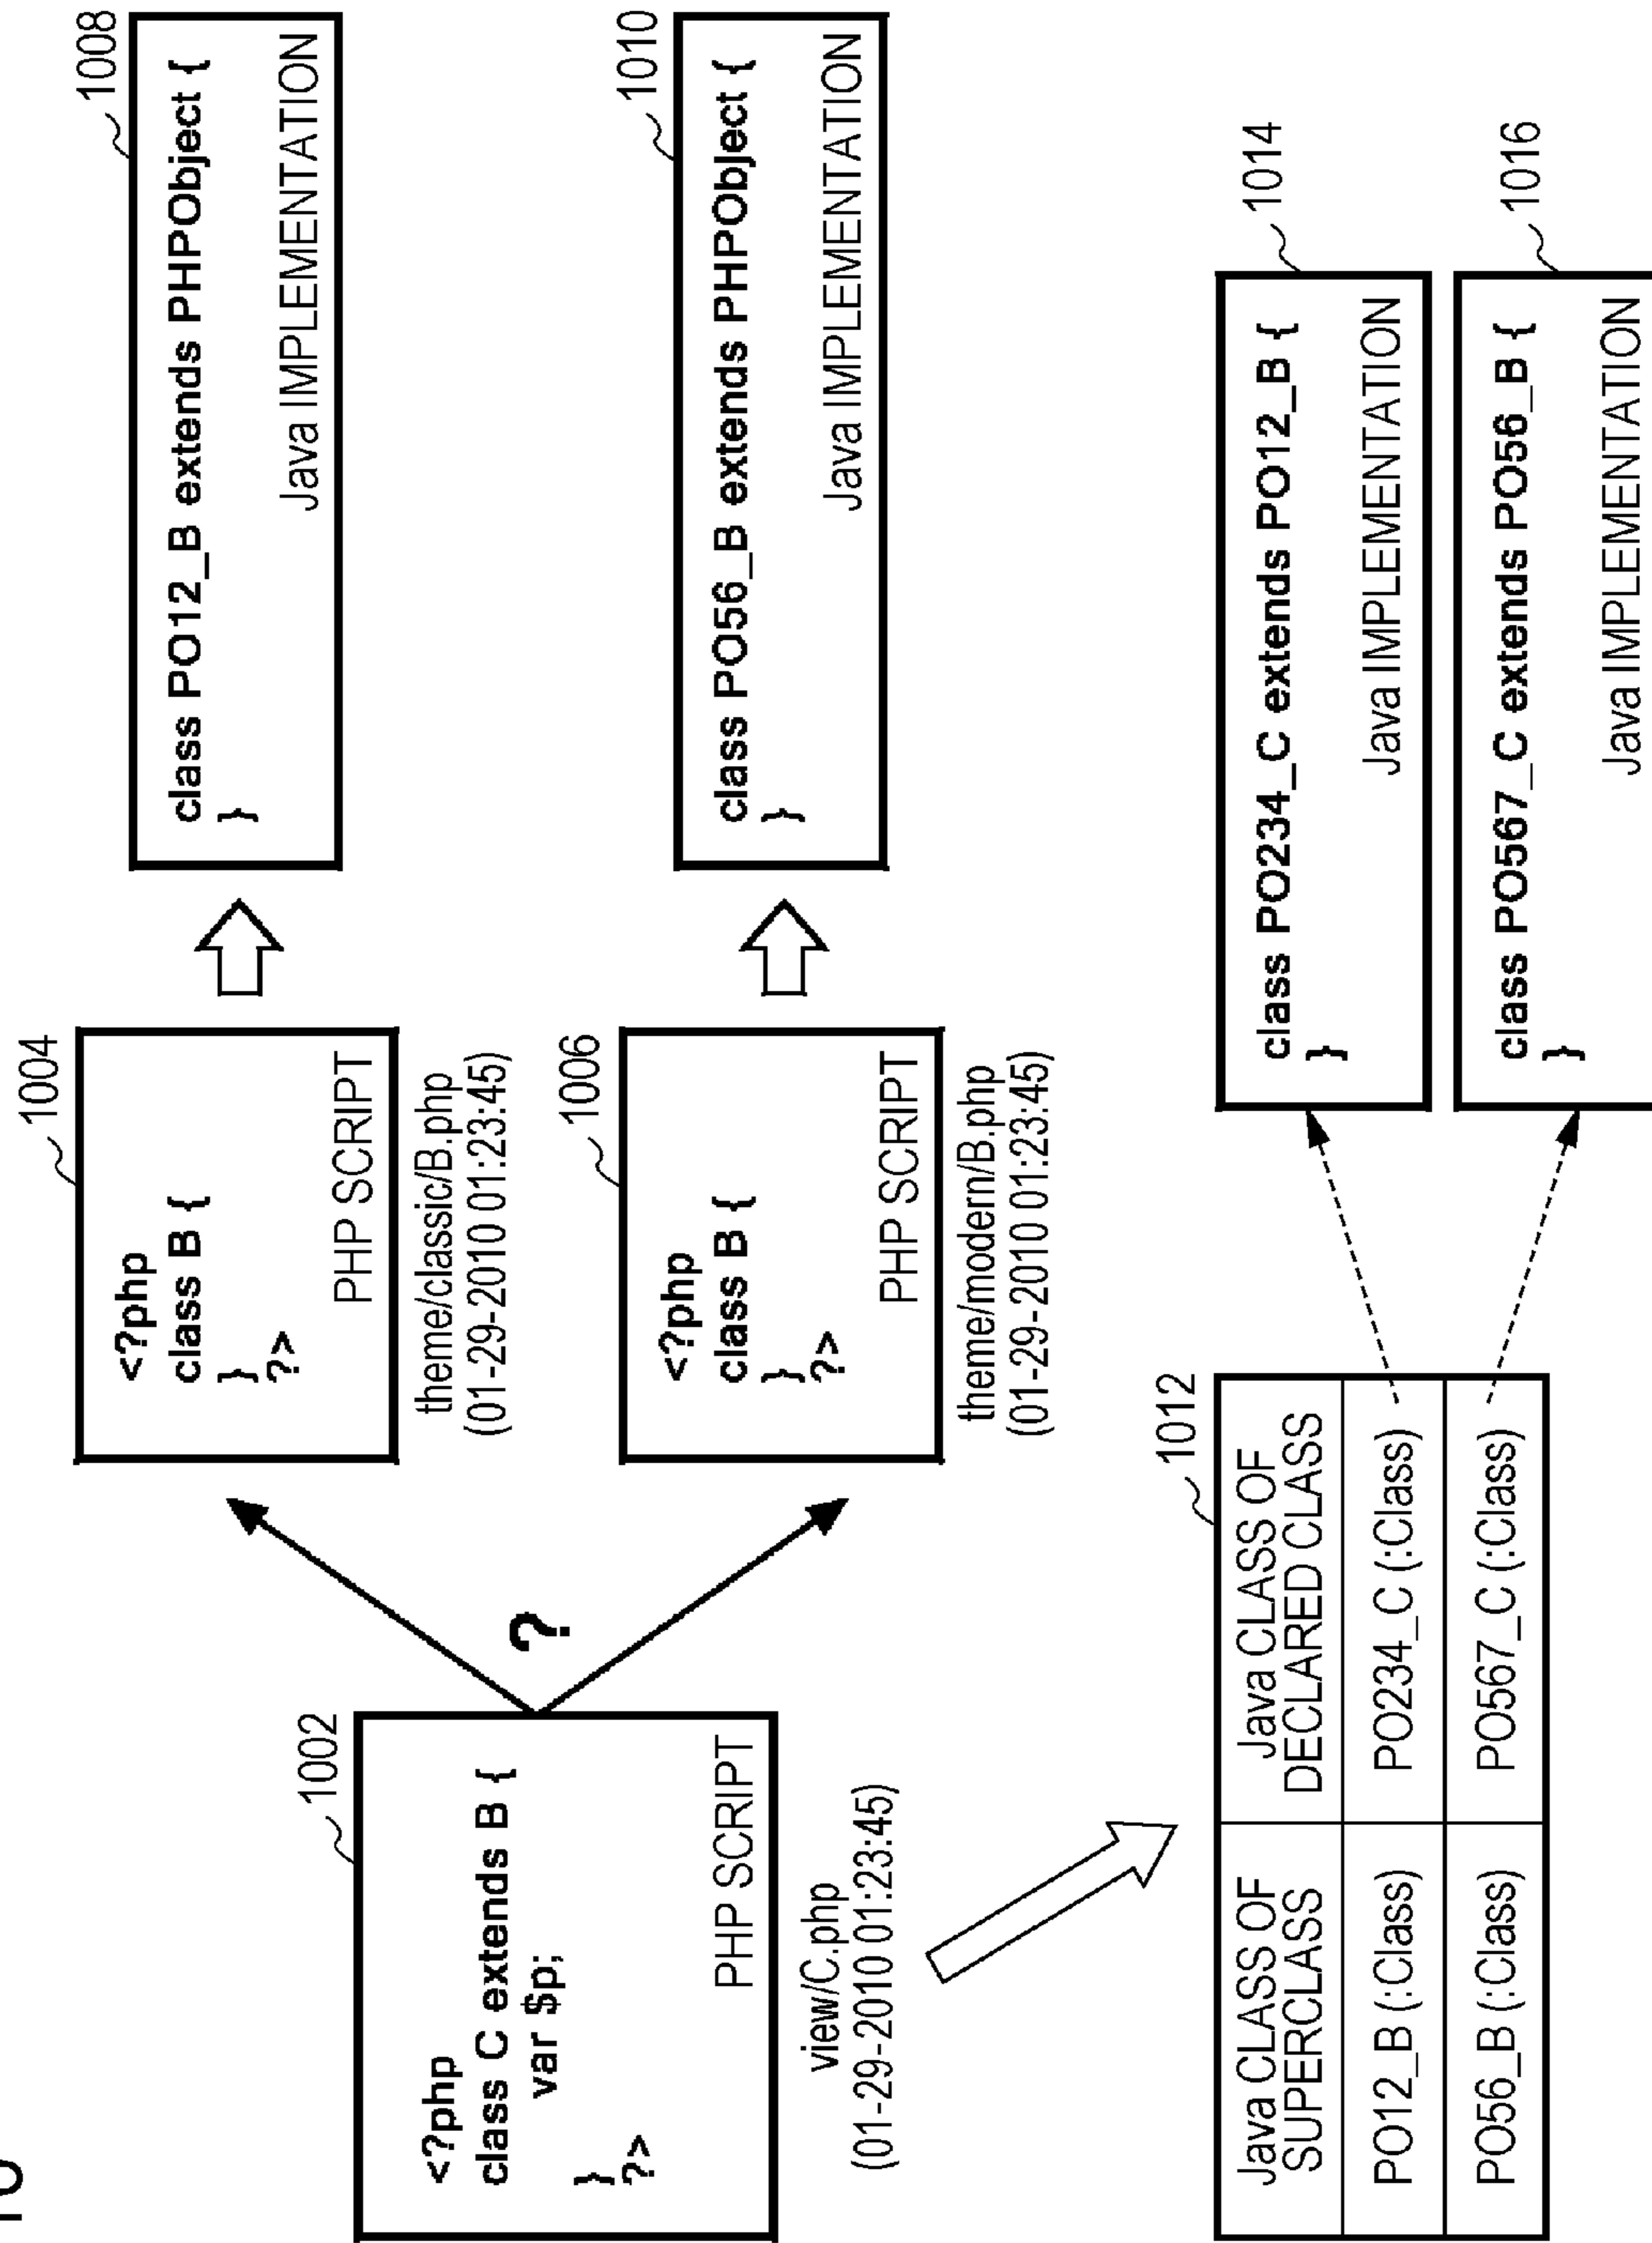 10
1002
<?php
class C extends B {
var $p;
}
?>
PHP SCRIPT
view/C.php
(01-29-2010 01:23:45)
?
1004
<?php
class B {
}
?>
PHP SCRIPT
theme/classic/B.php
(01-29-2010 01:23:45)
1006
<?php
class B {
}
?>
PHP SCRIPT
theme/modern/B.php
(01-29-2010 01:23:45)
1008
class PO12_B extends PHPObject {
}
Java IMPLEMENTATION
1010
class PO56_B extends PHPObject {
}
Java IMPLEMENTATION
1012
Java CLASS OF
SUPERCLASS
Java CLASS OF
DECLARED CLASS
PO12_B (:Class)
PO234_C (:Class)
PO56_B (:Class)
PO567_C (:Class)
1014
class PO234_C extends PO12_B {
}
Java IMPLEMENTATION
1016
class PO567_C extends PO56_B {
}
Java IMPLEMENTATION